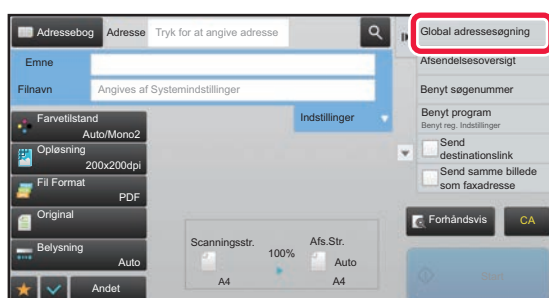 Adressebog
Adresse
Tryk for at angive adresse
Emne
Filnavn
Angives af Systemindstillinger
Indstillinger
Farvetilstand
Auto/Mono2
Opløsning
200x200dpi
Fil Format
PDF
Original
Belysning
Auto
Andet
Scanningsstr.
A4
100%
Afs.Str.
Auto
A4
Global adressesøgning
Afsendelsesoversigt
Benyt søgenummer
Benyt program
Benyt reg. Indstillinger
Send
destinationslink
Send samme billede
som faxadresse
Forhåndsvis
CA
Start